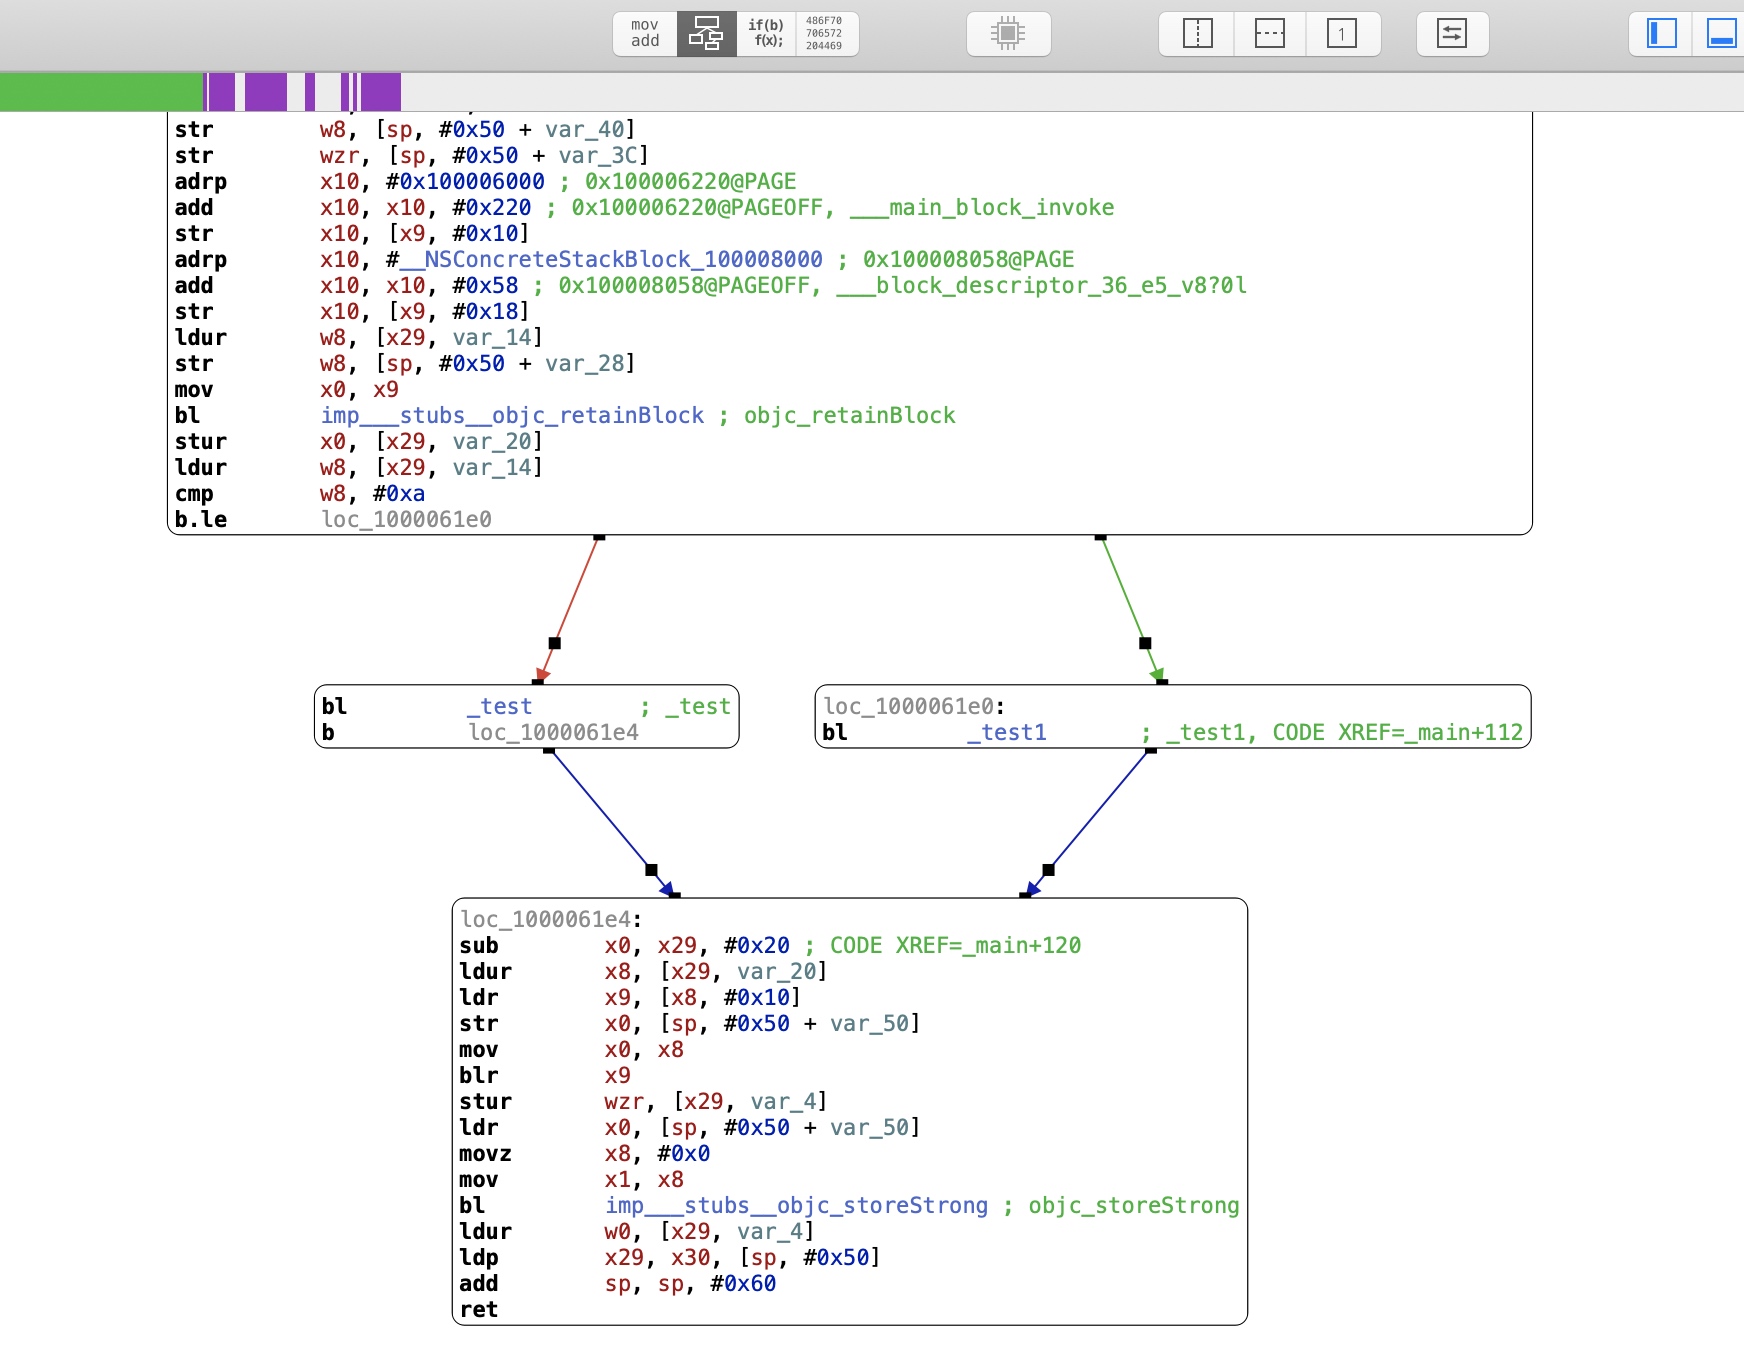 mov
add
if(b)
f(x);
486F70
706572
204469
1
str w8, [sp, #0x50 + var_40]
str wzr, [sp, #0x50 + var_3C]
adrp x10, #0x100006000 ; 0x100006220@PAGE
add x10, x10, #0x220 ; 0x100006220@PAGEOFF, ___main_block_invoke
str x10, [x9, #0x10]
adrp x10, #__NSConcreteStackBlock_100008000 ; 0x100008058@PAGE
add x10, x10, #0x58 ; 0x100008058@PAGEOFF, ___block_descriptor_36_e5_v8?0l
str x10, [x9, #0x18]
ldur w8, [x29, var_14]
str w8, [sp, #0x50 + var_28]
mov x0, x9
bl imp___stubs__objc_retainBlock ; objc_retainBlock
stur x0, [x29, var_20]
ldur w8, [x29, var_14]
cmp w8, #0xa
b.le loc_1000061e0
bl _test ; _test
b loc_1000061e4
loc_1000061e0:
bl _test1 ; _test1, CODE XREF=_main+112
loc_1000061e4:
sub x0, x29, #0x20 ; CODE XREF=_main+120
ldur x8, [x29, var_20]
ldr x9, [x8, #0x10]
str x0, [sp, #0x50 + var_50]
mov x0, x8
blr x9
stur wzr, [x29, var_4]
ldr x0, [sp, #0x50 + var_50]
movz x8, #0x0
mov x1, x8
bl imp___stubs__objc_storeStrong ; objc_storeStrong
ldur w0, [x29, var_4]
ldp x29, x30, [sp, #0x50]
add sp, sp, #0x60
ret